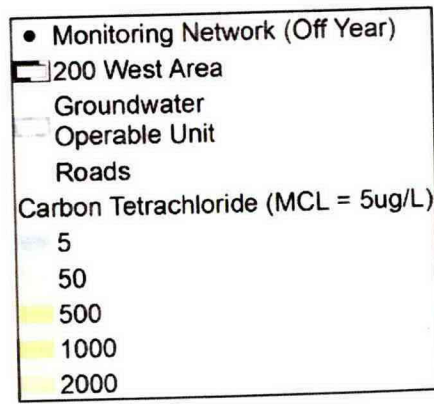 Monitoring Network (Off Year)
200 West Area
Groundwater
Operable Unit
Roads
Carbon Tetrachloride (MCL = 5ug/L)
5
50
500
1000
2000